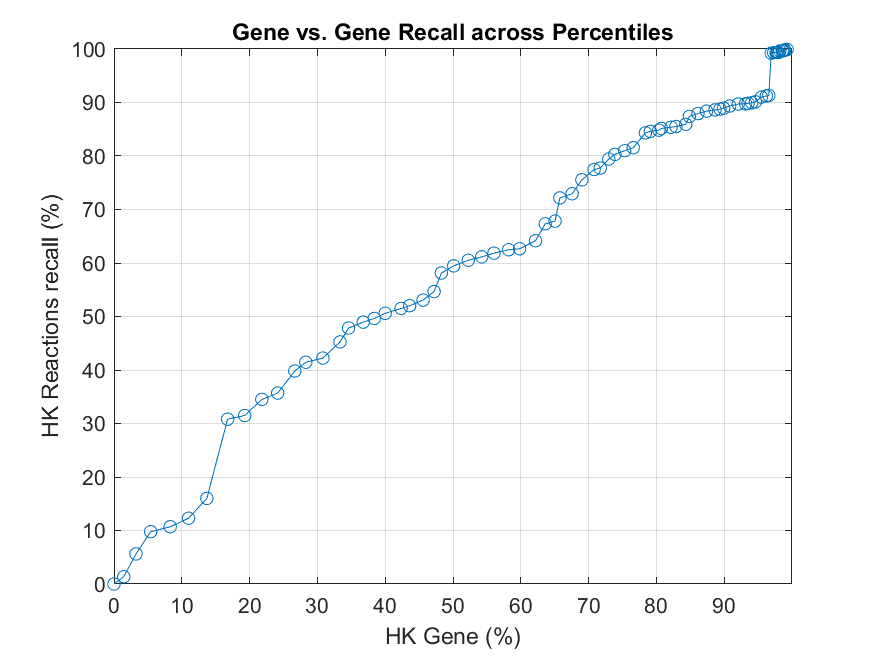 Gene vs. Gene Recall across Percentiles
100
90
80
70
60
50
40
30
20
10
0
HK Reactions recall (%)
0 10 20 30 40 50 60 70 80 90
HK Gene (%)